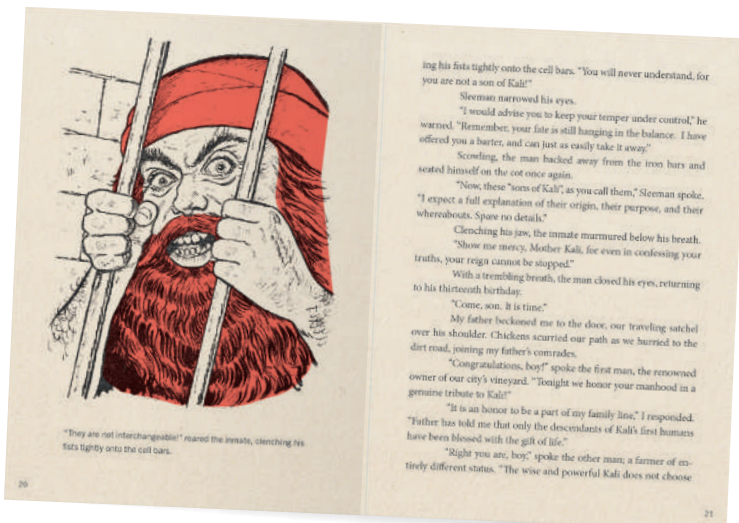 "They are not interchangeable!" roared the inmate, clenching his
fists tightly onto the cell bars.
20
ing his fists tightly onto the cell bars. "You will never understand, for
you are not a son of Kali!"
Sleeman narrowed his eyes.
"I would advise you to keep your temper under control," he
warned. "Remember, your fate is still hanging in the balance. I have
offered you a barter, and can just as easily take it away."
Scowling, the man backed away from the iron bars and
seated himself on the cot once again.
"Now, these "sons of Kali", as you call them," Sleeman spoke,
"I expect a full explanation of their origin, their purpose, and their
whereabouts. Spare no details."
Clenching his jaw, the inmate murmured below his breath.
"Show me mercy, Mother Kali, for even in confessing your
truths, your reign cannot be stopped."
With a trembling breath, the man closed his eyes, returning
to his thirteenth birthday.
"Come, son. It is time."
My father beckoned me to the door, our traveling satchel
over his shoulder. Chickens scurried our path as we hurried to the
dirt road, joining my father's comrades.
"Congratulations, boy!" spoke the first man, the renowned
owner of our city's vineyard. "Tonight we honor your manhood in a
genuine tribute to Kali!"
"It is an honor to be a part of my family line," I responded.
"Father has told me that only the descendants of Kali's first humans
have been blessed with the gift of life."
"Right you are, boy," spoke the other man; a farmer of en-
tirely different status. "The wise and powerful Kali does not choose
21